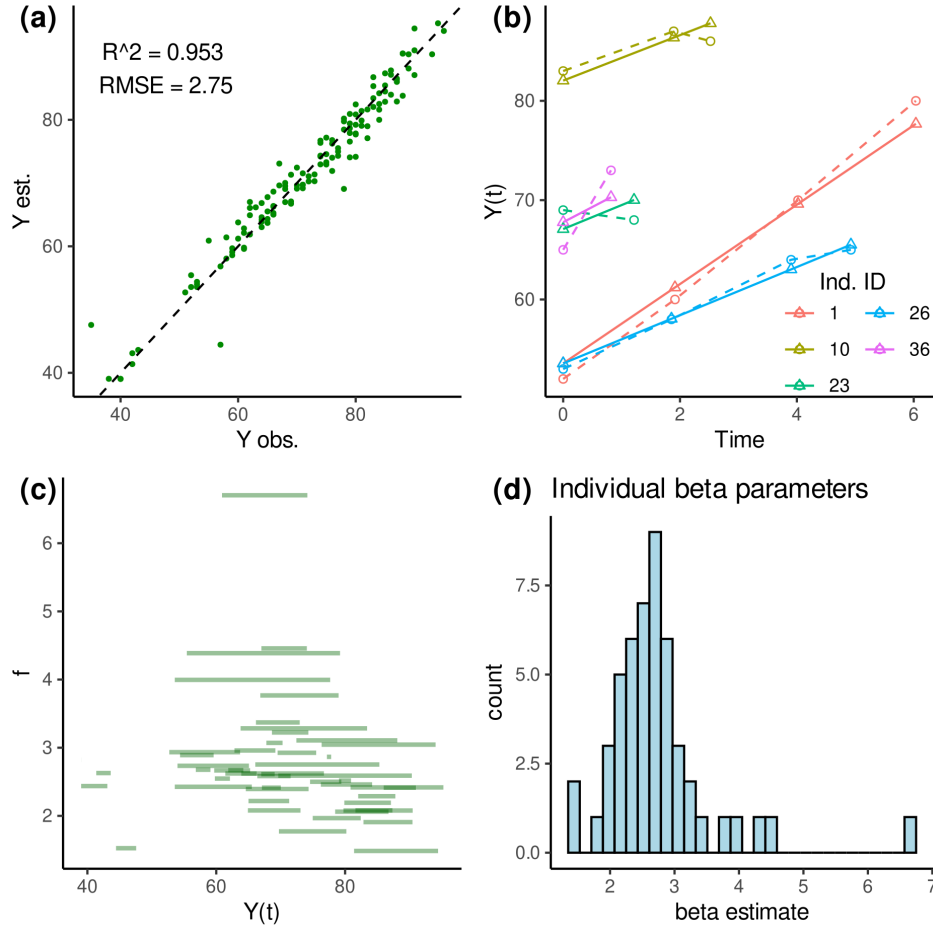 (a)
R^2 = 0.953
RMSE = 2.75
Y est.
80
60
40
40 60 80
Y obs.
(b)
Y(t)
80
70
60
Ind. ID
1 26
10 36
23
0 2 4 6
Time
(c)
f
6
5
4
3
2
40 60 80
Y(t)
(d) Individual beta parameters
count
7.5
5.0
2.5
0.0
2 3 4 5 6 7
beta estimate